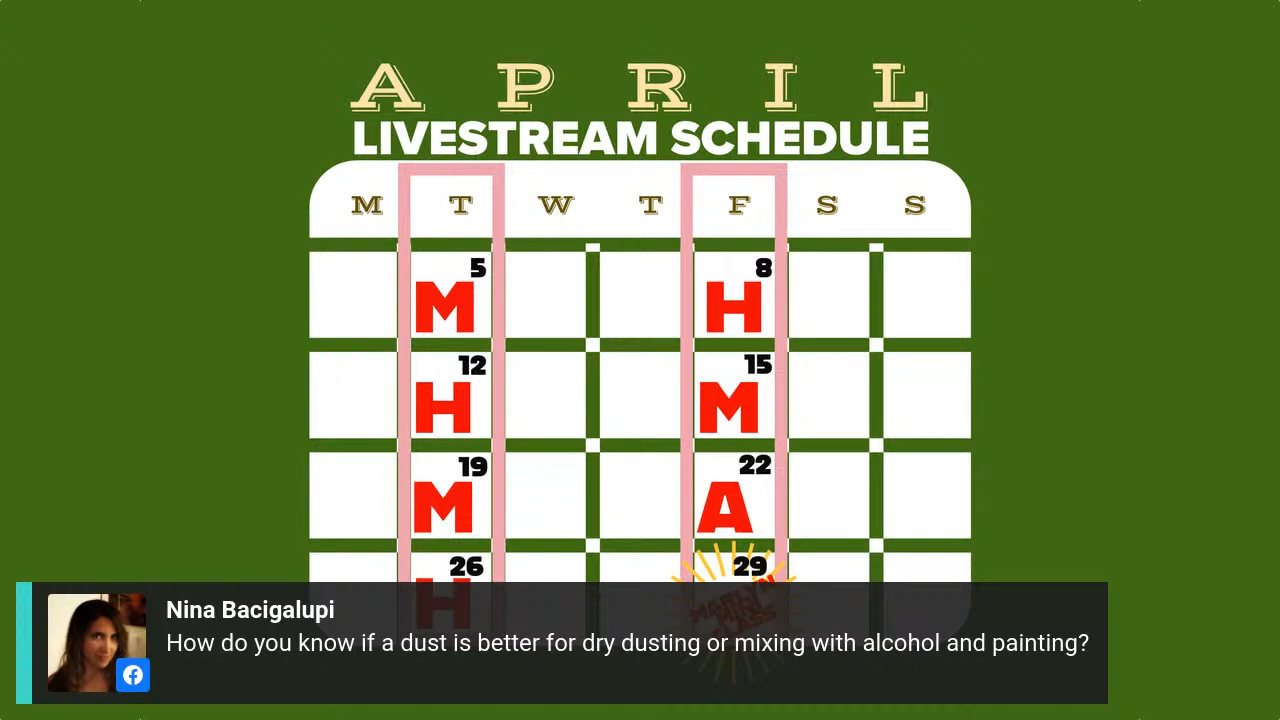 APRIL
LIVESTREAM SCHEDULE
M T W T F S S
5 8
M H
12 15
H M
19 22
M A
26 29
H
Nina Bacigalupi
How do you know if a dust is better for dry dusting or mixing with alcohol and painting?